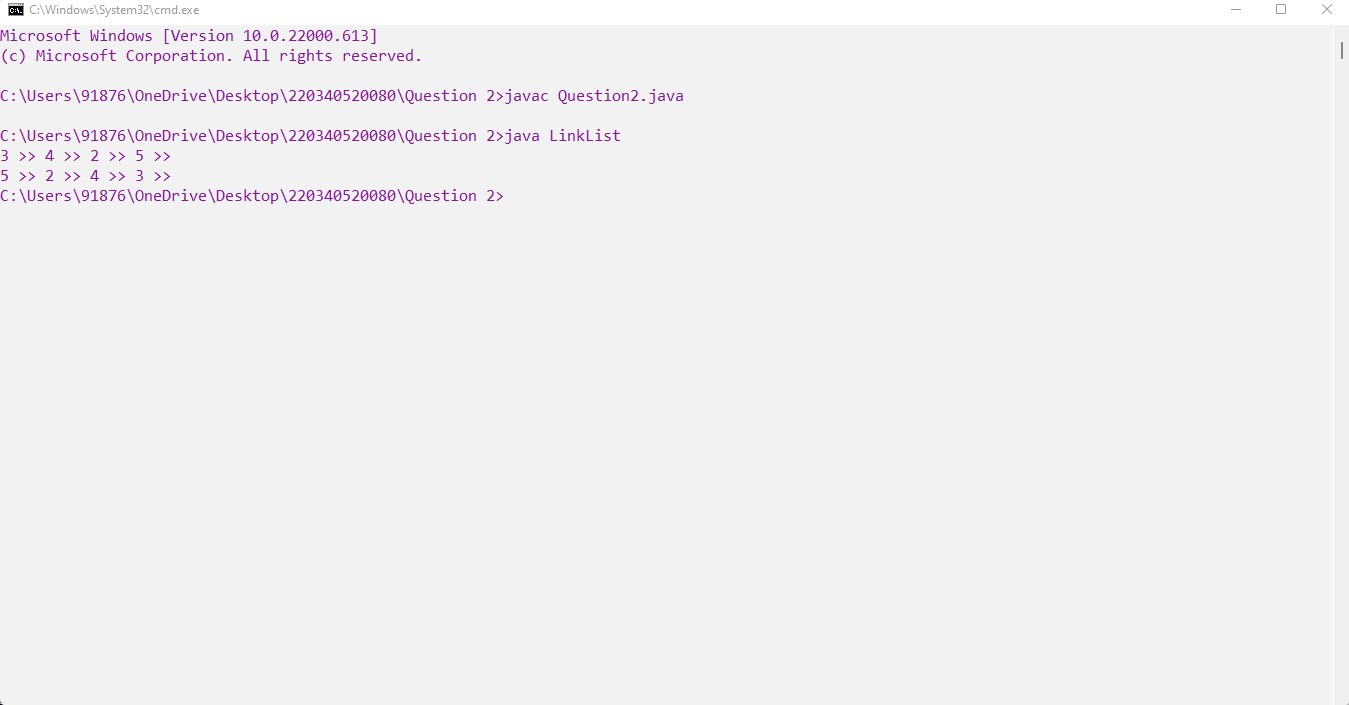 C:\Windows\System32\cmd.exe
Microsoft Windows [Version 10.0.22000.613]
(c) Microsoft Corporation. All rights reserved.
C:\Users\91876\OneDrive\Desktop\220340520080\Question 2>javac Question2.java
C:\Users\91876\OneDrive\Desktop\220340520080\Question 2>java LinkList
3 >> 4 >> 2 >> 5 >>
5 >> 2 >> 4 >> 3 >>
C:\Users\91876\OneDrive\Desktop\220340520080\Question 2>